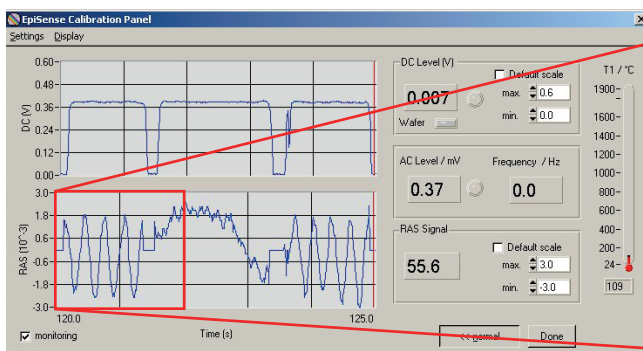 EpiSense Calibration Panel
Settings Display
0.60
0.48
0.36
0.24
0.12
0.00
DC (V)
3.0
1.8
0.6
-0.6
-1.8
-3.0
RAS [10^-3]
120.0
125.0
Time (s)
monitoring
DC Level (V)
0.007
Wafer
Default scale
max. 0.6
min. 0.0
AC Level / mV
0.37
Frequency / Hz
0.0
RAS Signal
55.6
Default scale
max. 3.0
min. -3.0
<< normal
Done
T1 / °C
1900
1600
1400
1200
1000
800
600
400
200
24
109